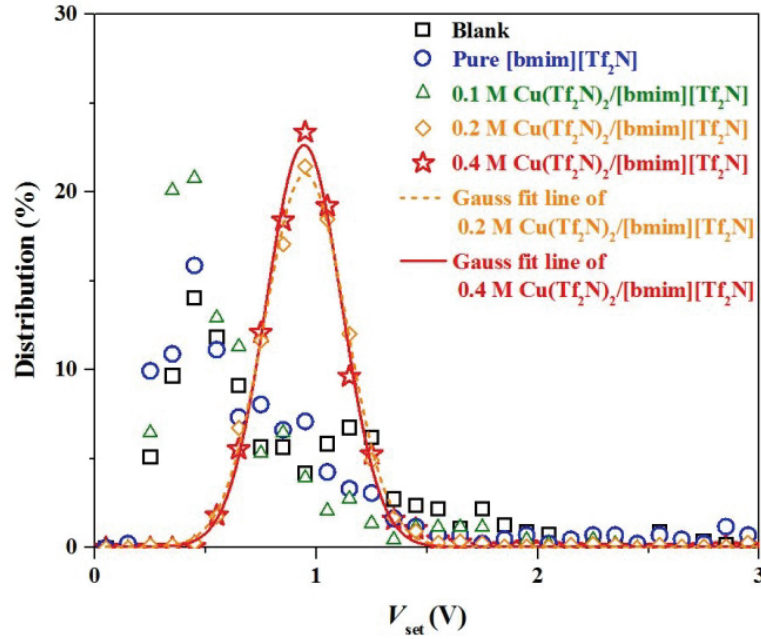 Blank
Pure [bmim][Tf₂N]
0.1 M Cu(Tf₂N)₂/[bmim][Tf₂N]
0.2 M Cu(Tf₂N)₂/[bmim][Tf₂N]
0.4 M Cu(Tf₂N)₂/[bmim][Tf₂N]
Gauss fit line of
0.2 M Cu(Tf₂N)₂/[bmim][Tf₂N]
Gauss fit line of
0.4 M Cu(Tf₂N)₂/[bmim][Tf₂N]
Distribution (%)
30
20
10
0
0
1
2
3
V_set (V)